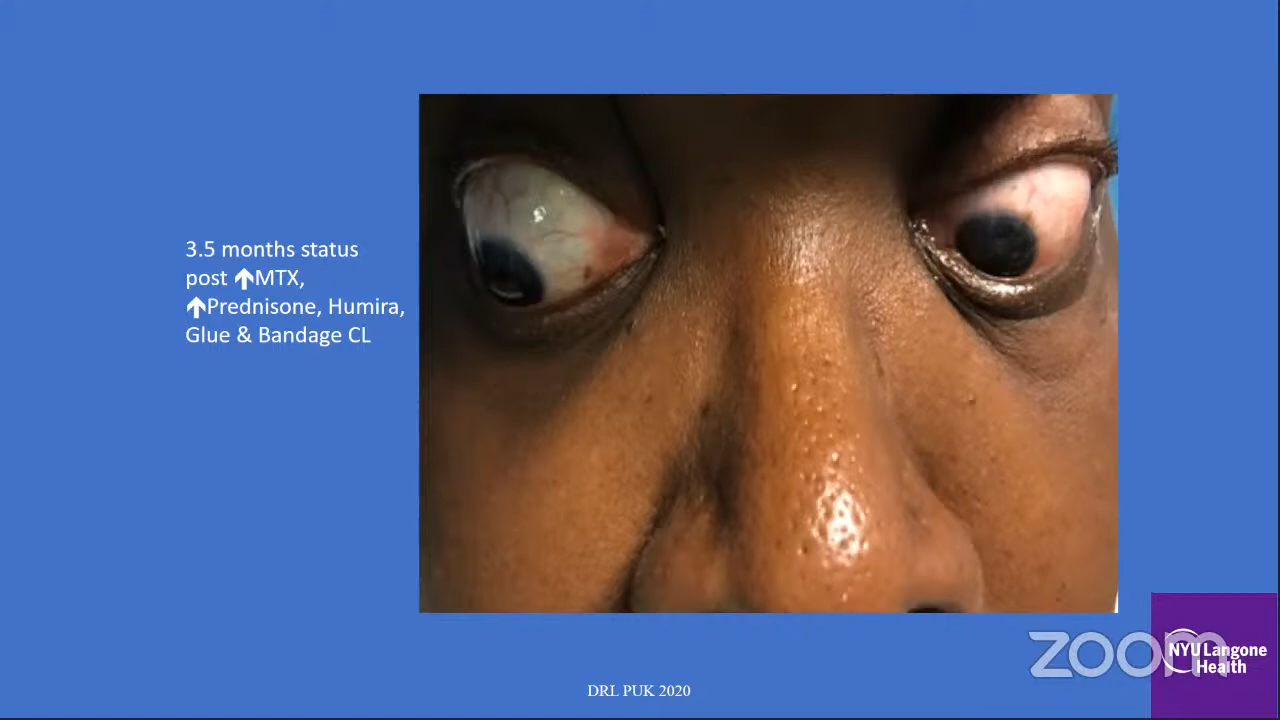 3.5 months status
post ⬆MTX,
⬆Prednisone, Humira,
Glue & Bandage CL
zoom
NYU Langone
Health
DRL PUK 2020